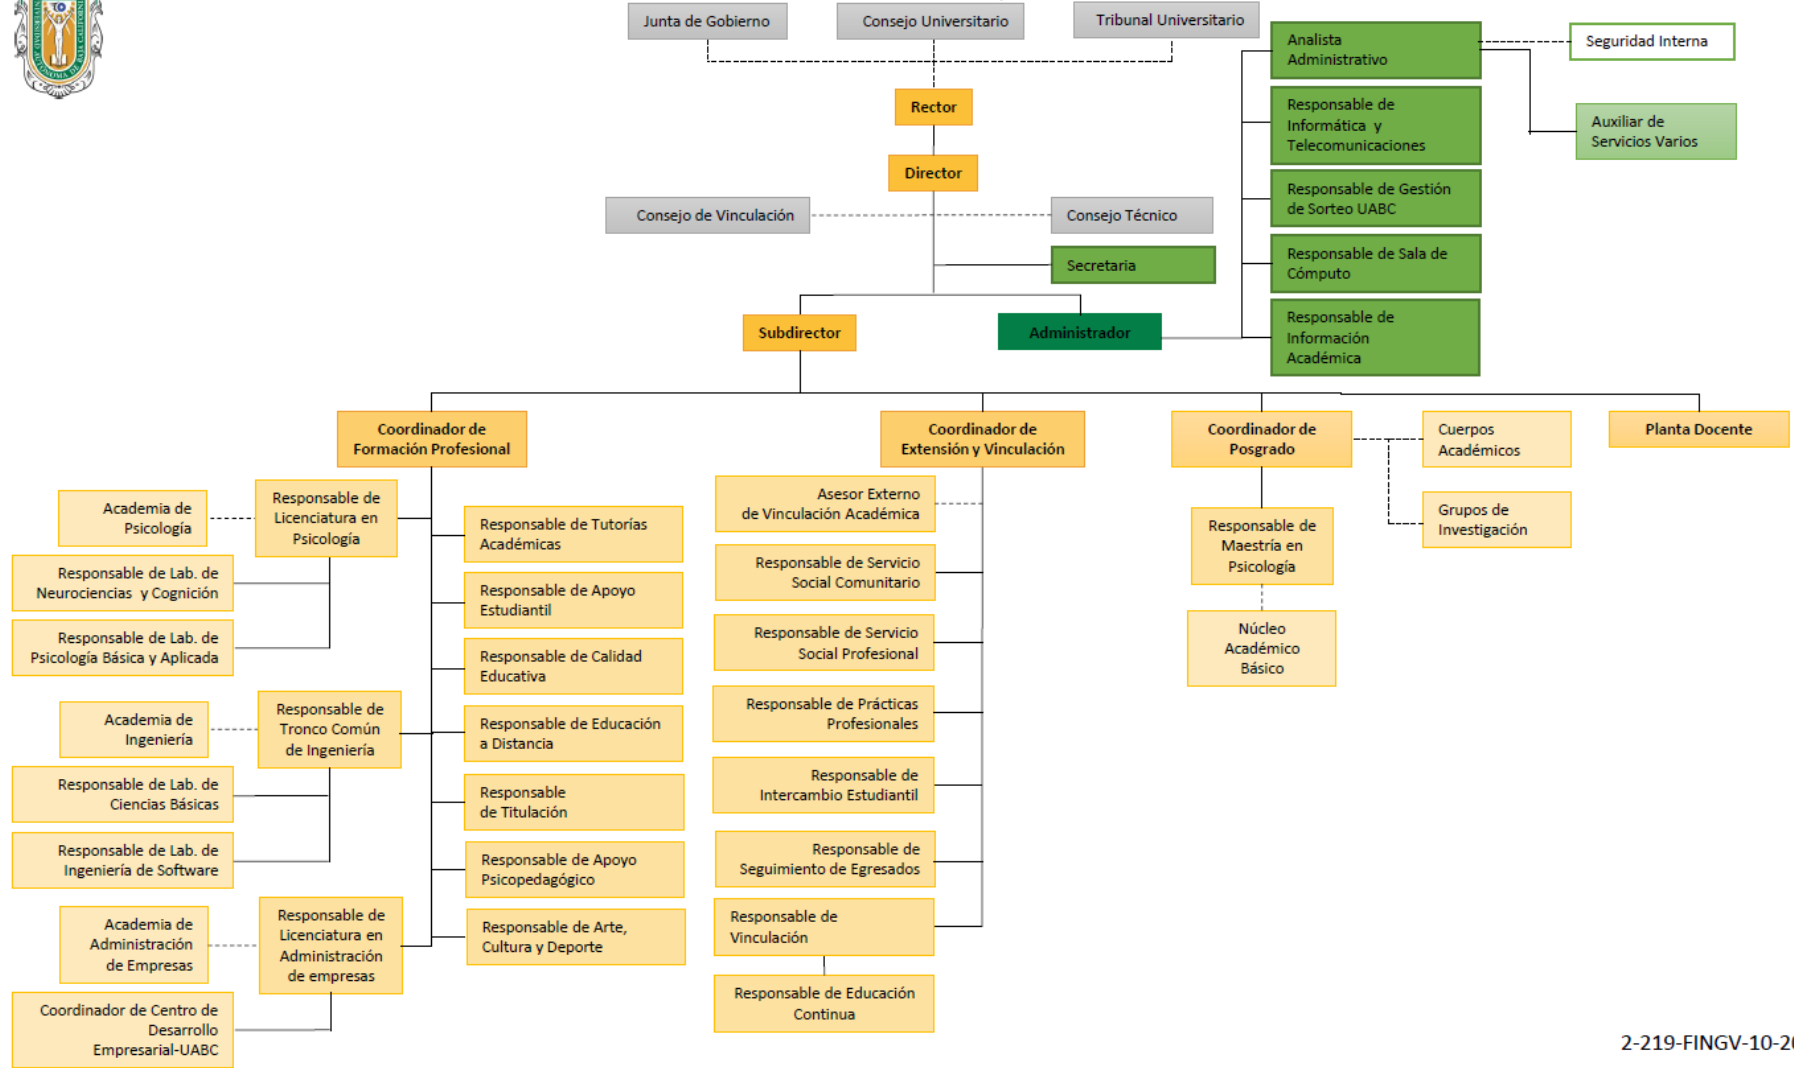 UNIVERSIDAD AUTONOMA DE BAJA CALIFORNIA
Junta de Gobierno
Consejo Universitario
Tribunal Universitario
Analista
Administrativo
Seguridad Interna
Responsable de
Informática y
Telecomunicaciones
Auxiliar de
Servicios Varios
Rector
Director
Responsable de Gestión
de Sorteo UABC
Consejo de Vinculación
Consejo Técnico
Secretaria
Responsable de Sala de
Cómputo
Subdirector
Administrador
Responsable de
Información
Académica
Coordinador de
Formación Profesional
Coordinador de
Extensión y Vinculación
Coordinador de
Posgrado
Cuerpos
Académicos
Planta Docente
Grupos de
Investigación
Academia de
Psicología
Responsable de
Licenciatura en
Psicología
Responsable de Lab. de
Neurociencias y Cognición
Responsable de Lab. de
Psicología Básica y Aplicada
Academia de
Ingeniería
Responsable de
Tronco Común
de Ingeniería
Responsable de Lab. de
Ciencias Básicas
Responsable de Lab. de
Ingeniería de Software
Academia de
Administración
de Empresas
Responsable de
Licenciatura en
Administración
de empresas
Coordinador de Centro de
Desarrollo
Empresarial-UABC
Responsable de Tutorías
Académicas
Responsable de Apoyo
Estudiantil
Responsable de Calidad
Educativa
Responsable de Educación
a Distancia
Responsable
de Titulación
Responsable de Apoyo
Psicopedagógico
Responsable de Arte,
Cultura y Deporte
Asesor Externo
de Vinculación Académica
Responsable de Servicio
Social Comunitario
Responsable de Servicio
Social Profesional
Responsable de Prácticas
Profesionales
Responsable de
Intercambio Estudiantil
Responsable de
Seguimiento de Egresados
Responsable de
Vinculación
Responsable de Educación
Continua
Responsable de
Maestría en
Psicología
Núcleo
Académico
Básico
2-219-FINGV-10-20